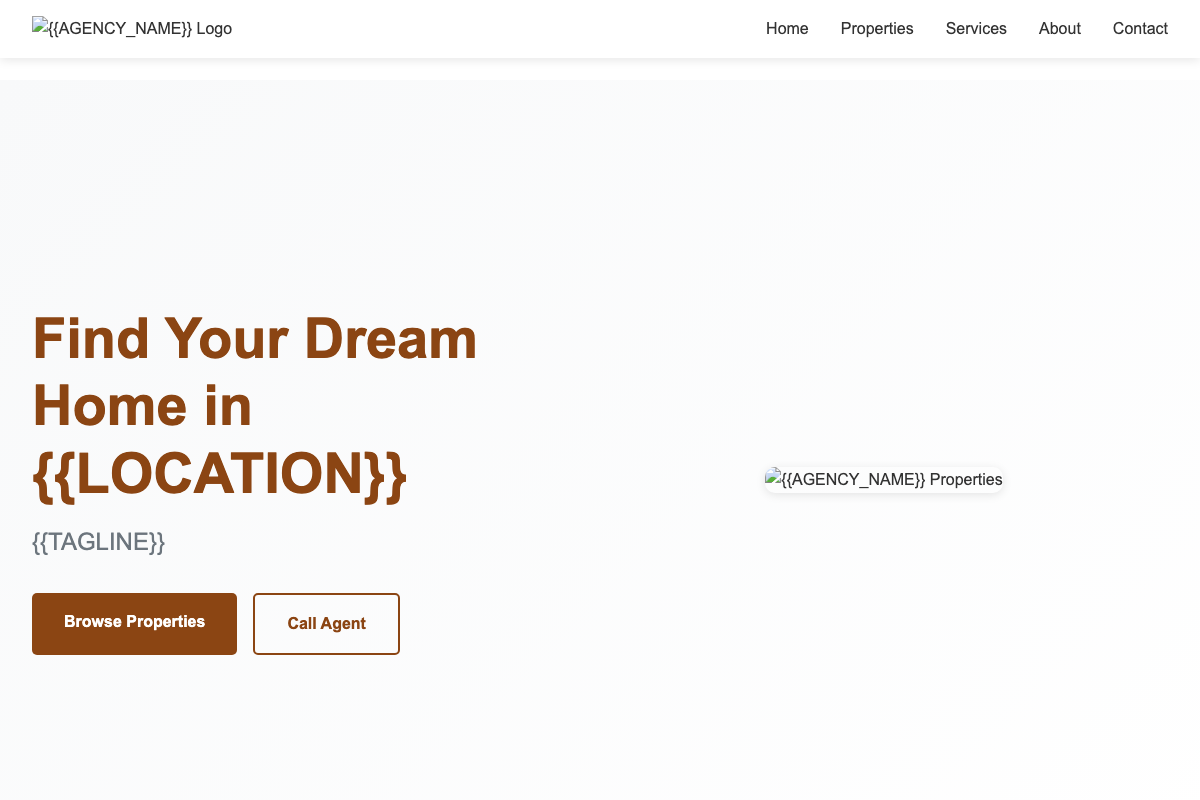 {{AGENCY_NAME}} Logo
Home
Properties
Services
About
Contact
Find Your Dream
Home in
{{LOCATION}}
{{TAGLINE}}
Browse Properties
Call Agent
{{AGENCY_NAME}} Properties